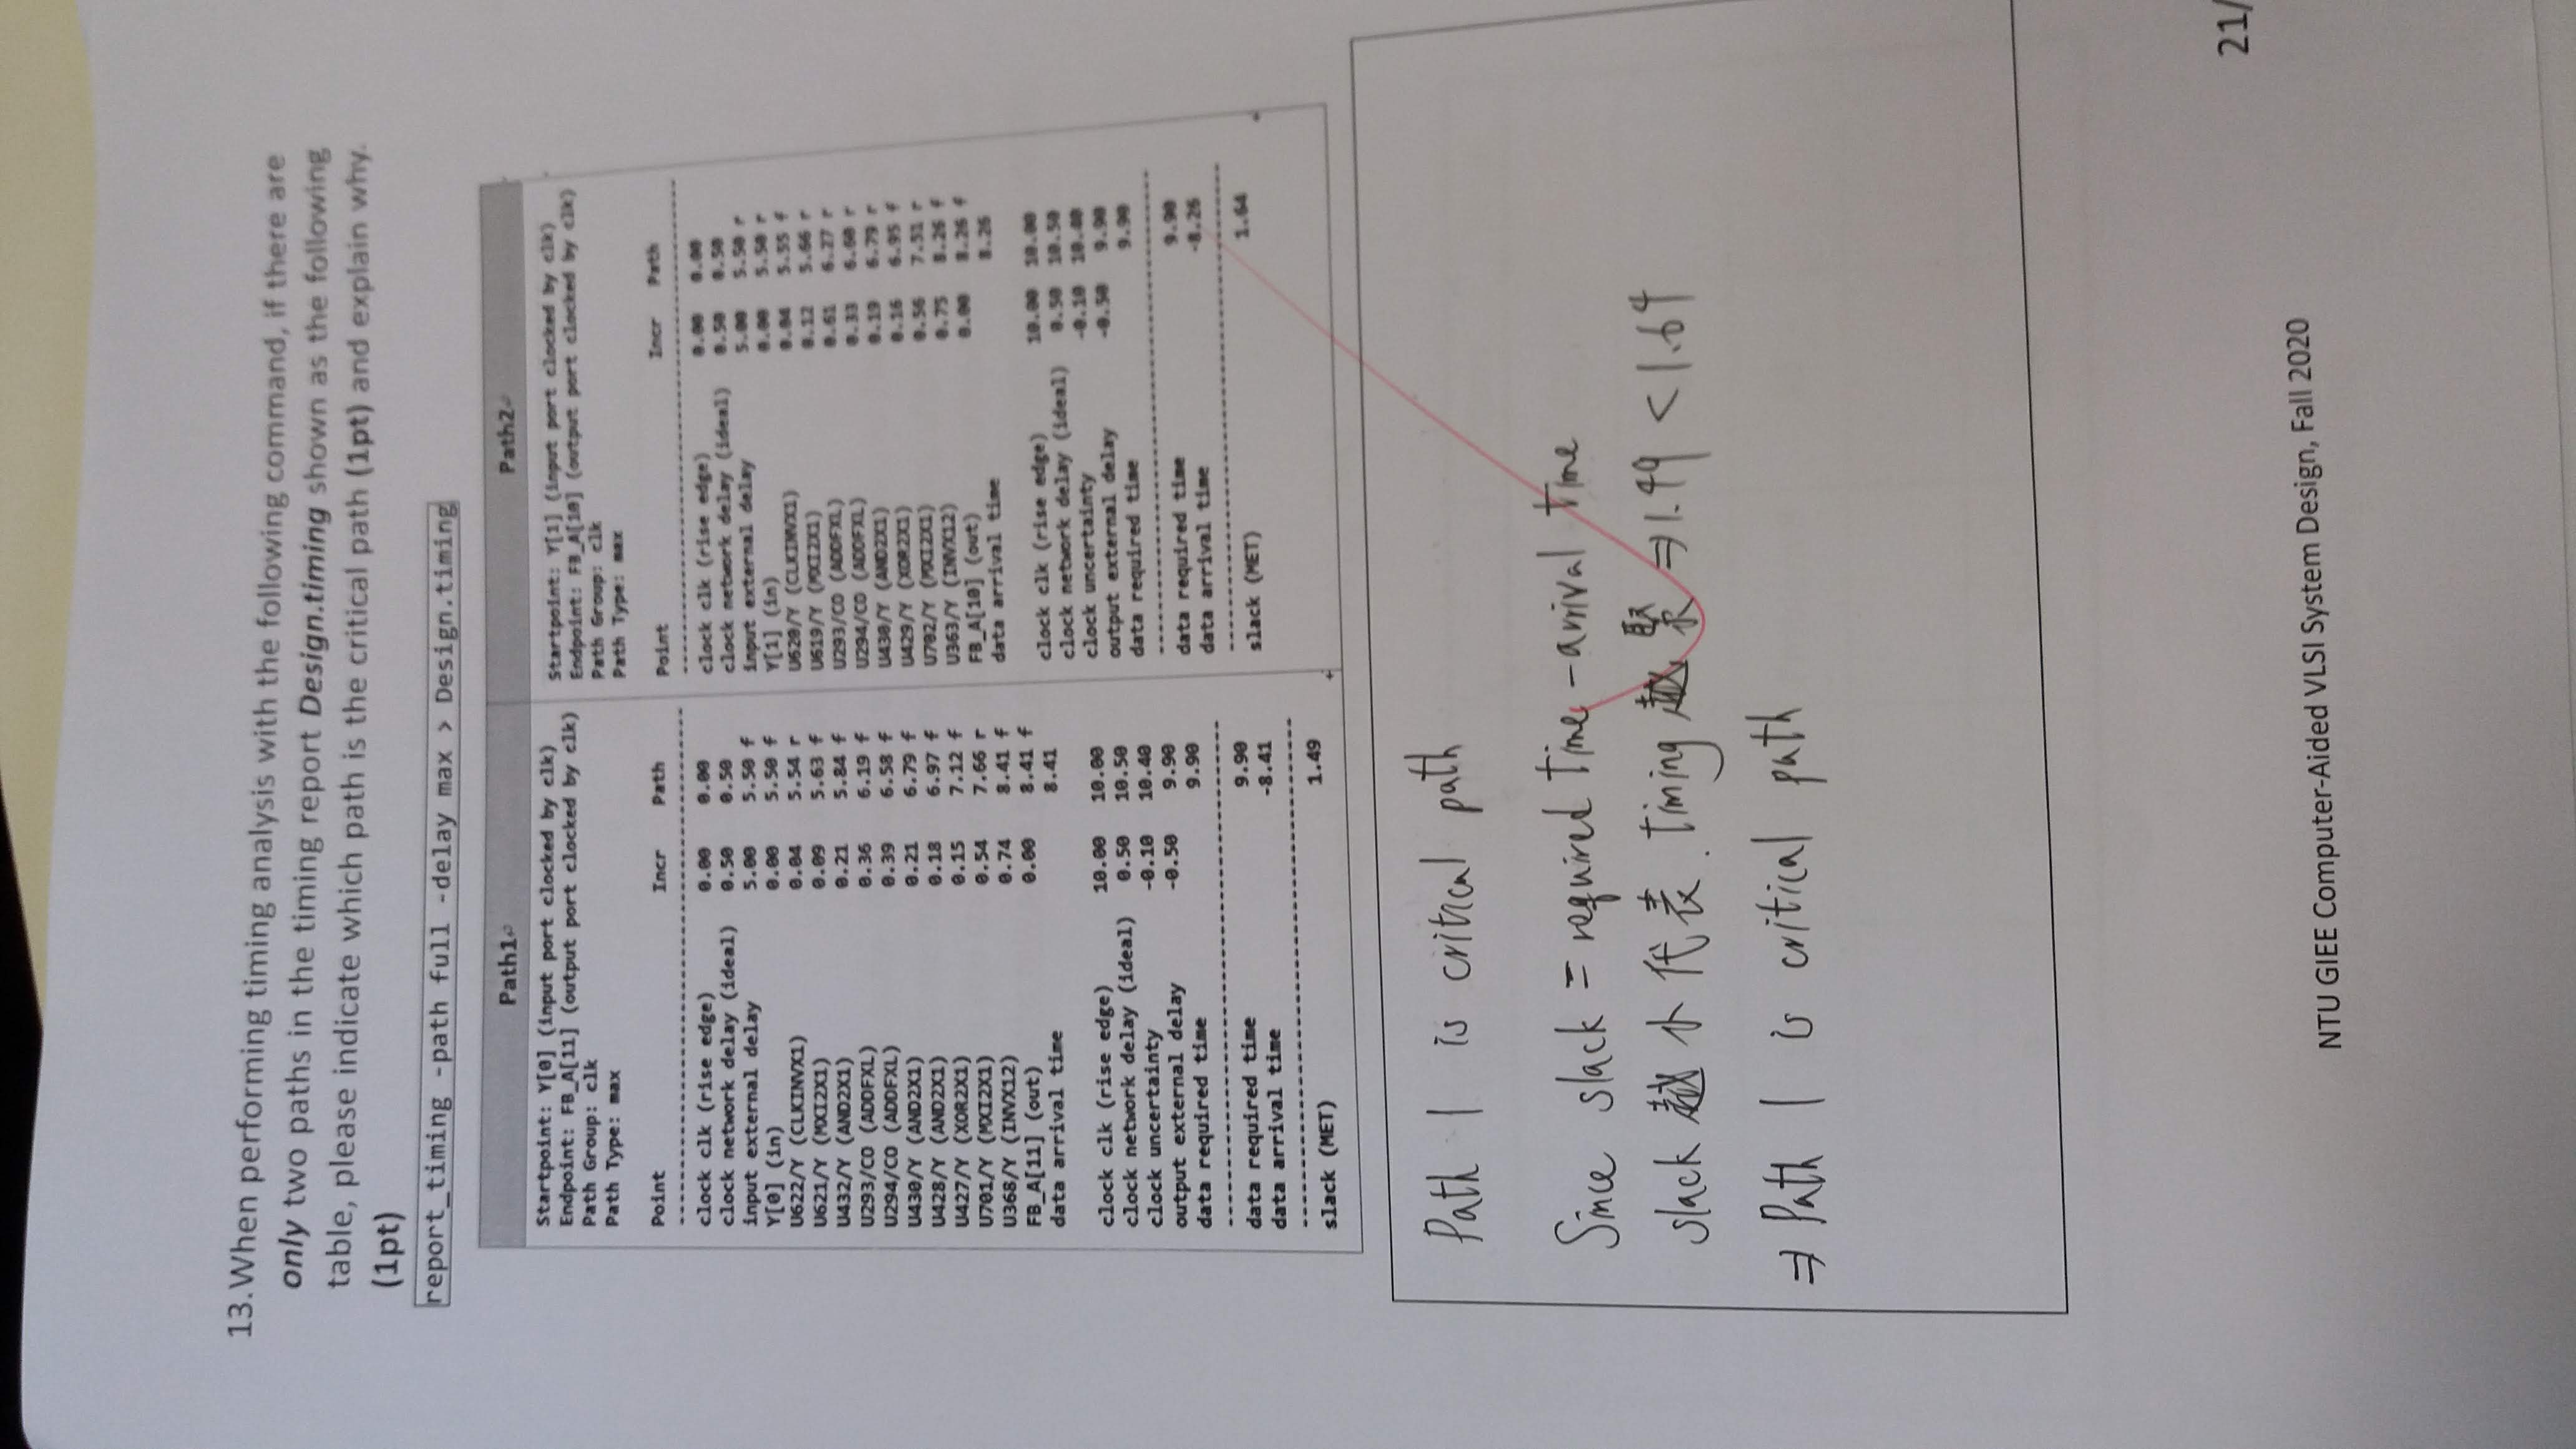 13.When performing timing analysis with the following command, if there are
only two paths in the timing report Design.timing shown as the following
table, please indicate which path is the critical path (1pt) and explain why.
(1pt)
report_timing -path full -delay max > Design.timing
Path1
Startpoint: Y[0] (input port clocked by clk)
Endpoint: FB_A[11] (output port clocked by clk)
Path Group: clk
Path Type: max
Point Incr Path
clock clk (rise edge) 0.00 0.00
clock network delay (ideal) 0.50 0.50
input external delay 5.00 5.50 f
Y[0] (in) 0.00 5.50 f
U622/Y (CLKINVX1) 0.04 5.54 r
U621/Y (MXI2X1) 0.09 5.63 f
U432/Y (AND2X1) 0.21 5.84 f
U293/CO (ADDFXL) 0.36 6.19 f
U294/CO (ADDFXL) 0.39 6.58 f
U430/Y (AND2X1) 0.21 6.79 f
U428/Y (AND2X1) 0.18 6.97 f
U427/Y (XOR2X1) 0.15 7.12 f
U701/Y (MXI2X1) 0.54 7.66 r
U368/Y (INVX12) 0.74 8.41 f
FB_A[11] (out) 0.00 8.41 f
data arrival time 8.41
clock clk (rise edge) 10.00 10.00
clock network delay (ideal) 0.50 10.50
clock uncertainty -0.10 10.40
output external delay -0.50 9.90
data required time 9.90
data required time 9.90
data arrival time -8.41
slack (MET) 1.49
Path2
Startpoint: Y[1] (input port clocked by clk)
Endpoint: FB_A[10] (output port clocked by clk)
Path Group: clk
Path Type: max
Point Incr Path
clock clk (rise edge) 0.00 0.00
clock network delay (ideal) 0.50 0.50
input external delay 5.00 5.50 r
Y[1] (in) 0.00 5.50 r
U620/Y (CLKINVX1) 0.04 5.55 f
U619/Y (MXI2X1) 0.12 5.66 r
U293/CO (ADDFXL) 0.61 6.27 r
U294/CO (ADDFXL) 0.33 6.60 r
U430/Y (AND2X1) 0.19 6.79 r
U429/Y (XOR2X1) 0.16 6.95 f
U702/Y (MXI2X1) 0.56 7.51 r
U363/Y (INVX12) 0.75 8.26 f
FB_A[10] (out) 0.00 8.26 f
data arrival time 8.26
clock clk (rise edge) 10.00 10.00
clock network delay (ideal) 0.50 10.50
clock uncertainty -0.10 10.40
output external delay -0.50 9.90
data required time 9.90
data required time 9.90
data arrival time -8.26
slack (MET) 1.64
Path 1 is critical path
Since slack = required time - arrival time
slack 越小代表 timing 越緊 ⇒ 1.49 < 1.64
⇒ Path 1 is critical path
21/
NTU GIEE Computer-Aided VLSI System Design, Fall 2020